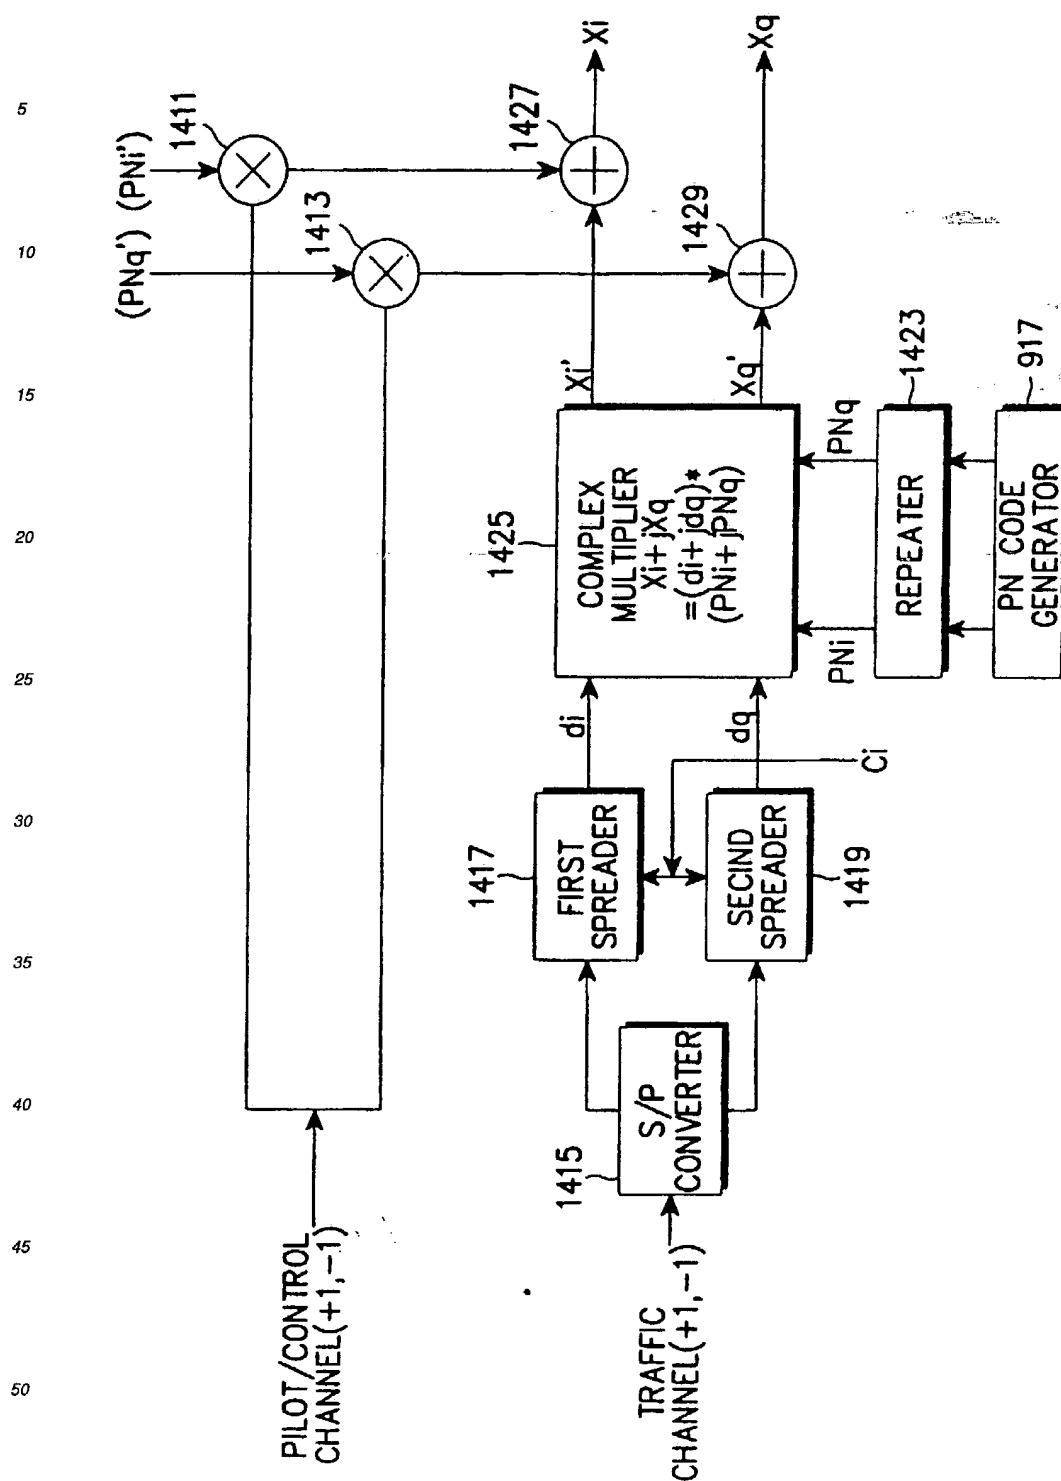 PILOT/CONTROL
CHANNEL(+1,-1)
(PNq') (PNi')
1411
1413
1427
1429
Xi
Xq
TRAFFIC
CHANNEL(+1,-1)
1415
S/P
CONVERTER
1417
FIRST
SPREADER
SECIND
SPREADER
1419
Ci
di
dq
1425
COMPLEX
MULTIPLIER
Xi+jXq
=(di+jdq)*
(PNi+jPNq)
Xi'
Xq'
PNi
PNq
REPEATER
1423
PN CODE
GENERATOR
917
5
10
15
20
25
30
35
40
45
50